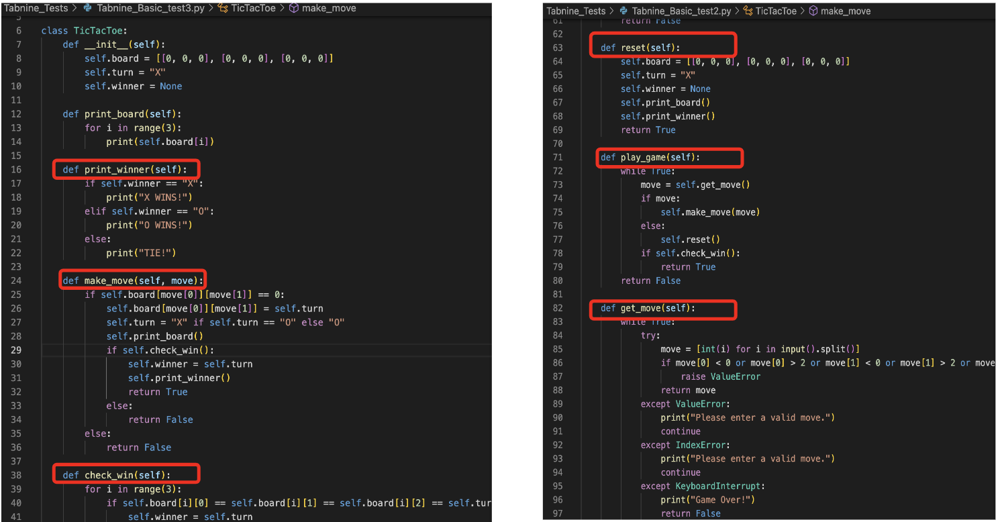 Tabnine_Tests > Tabnine_Basic_test3.py > TicTacToe > make_move
5
6 class TicTacToe:
7     def __init__(self):
8         self.board = [[0, 0, 0], [0, 0, 0], [0, 0, 0]]
9         self.turn = "X"
10         self.winner = None
11
12     def print_board(self):
13         for i in range(3):
14             print(self.board[i])
15
16     def print_winner(self):
17         if self.winner == "X":
18             print("X WINS!")
19         elif self.winner == "O":
20             print("O WINS!")
21         else:
22             print("TIE!")
23
24     def make_move(self, move):
25         if self.board[move[0]][move[1]] == 0:
26             self.board[move[0]][move[1]] = self.turn
27             self.turn = "X" if self.turn == "O" else "O"
28             self.print_board()
29             if self.check_win():
30                 self.winner = self.turn
31                 self.print_winner()
32                 return True
33             else:
34                 return False
35         else:
36             return False
37
38     def check_win(self):
39         for i in range(3):
40             if self.board[i][0] == self.board[i][1] == self.board[i][2] == self.tur
41                 self.winner = self.turn
Tabnine_Tests > Tabnine_Basic_test2.py > TicTacToe > make_move
61         return False
62
63     def reset(self):
64         self.board = [[0, 0, 0], [0, 0, 0], [0, 0, 0]]
65         self.turn = "X"
66         self.winner = None
67         self.print_board()
68         self.print_winner()
69         return True
70
71     def play_game(self):
72         while True:
73             move = self.get_move()
74             if move:
75                 self.make_move(move)
76             else:
77                 self.reset()
78             if self.check_win():
79                 return True
80         return False
81
82     def get_move(self):
83         while True:
84             try:
85                 move = [int(i) for i in input().split()]
86                 if move[0] < 0 or move[0] > 2 or move[1] < 0 or move[1] > 2 or move
87                     raise ValueError
88                 return move
89             except ValueError:
90                 print("Please enter a valid move.")
91                 continue
92             except IndexError:
93                 print("Please enter a valid move.")
94                 continue
95             except KeyboardInterrupt:
96                 print("Game Over!")
97                 return False